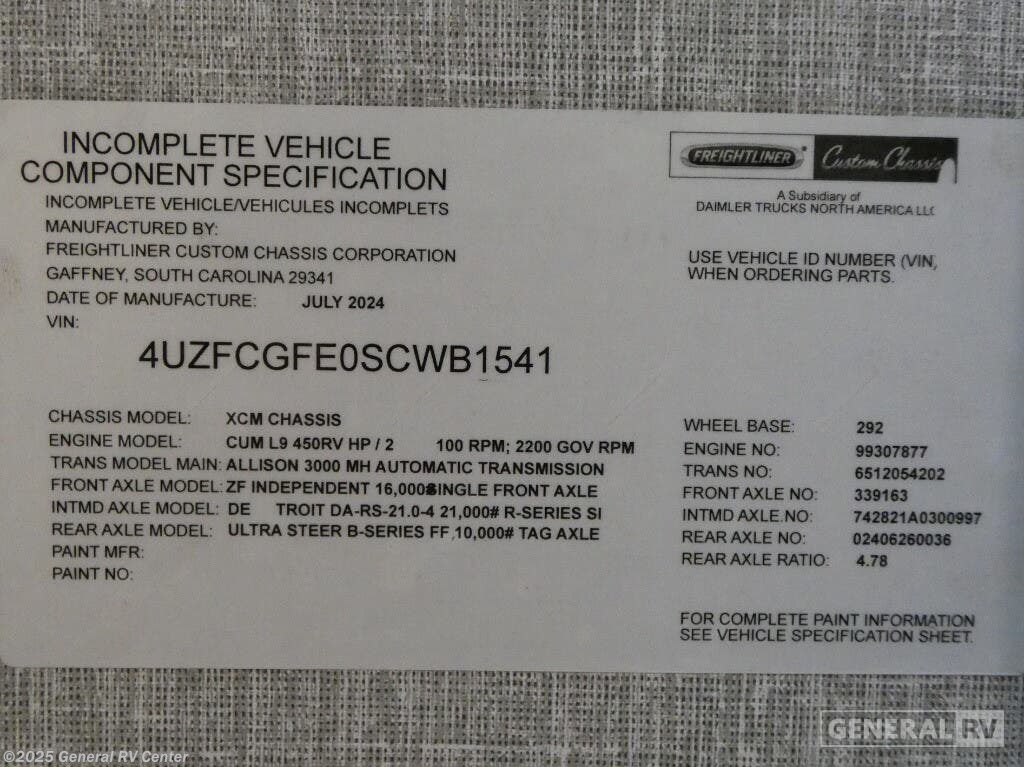 INCOMPLETE VEHICLE
COMPONENT SPECIFICATION
INCOMPLETE VEHICLE/VEHICULES INCOMPLETS
MANUFACTURED BY:
FREIGHTLINER CUSTOM CHASSIS CORPORATION
GAFFNEY, SOUTH CAROLINA 29341
DATE OF MANUFACTURE: JULY 2024
VIN:
4UZFCGFE0SCWB1541
FREIGHTLINER Custom Chassis
A Subsidiary of
DAIMLER TRUCKS NORTH AMERICA LLC
USE VEHICLE ID NUMBER (VIN,
WHEN ORDERING PARTS.
CHASSIS MODEL: XCM CHASSIS
ENGINE MODEL: CUM L9 450RV HP / 2 100 RPM; 2200 GOV RPM
TRANS MODEL MAIN: ALLISON 3000 MH AUTOMATIC TRANSMISSION
FRONT AXLE MODEL: ZF INDEPENDENT 16,000# SINGLE FRONT AXLE
INTMD AXLE MODEL: DE TROIT DA-RS-21.0-4 21,000# R-SERIES SI
REAR AXLE MODEL: ULTRA STEER B-SERIES FF, 10,000# TAG AXLE
PAINT MFR:
PAINT NO:
WHEEL BASE: 292
ENGINE NO: 99307877
TRANS NO: 6512054202
FRONT AXLE NO: 339163
INTMD AXLE.NO: 742821A0300997
REAR AXLE NO: 02406260036
REAR AXLE RATIO: 4.78
FOR COMPLETE PAINT INFORMATION
SEE VEHICLE SPECIFICATION SHEET.
GENERAL RV
©2025 General RV Center